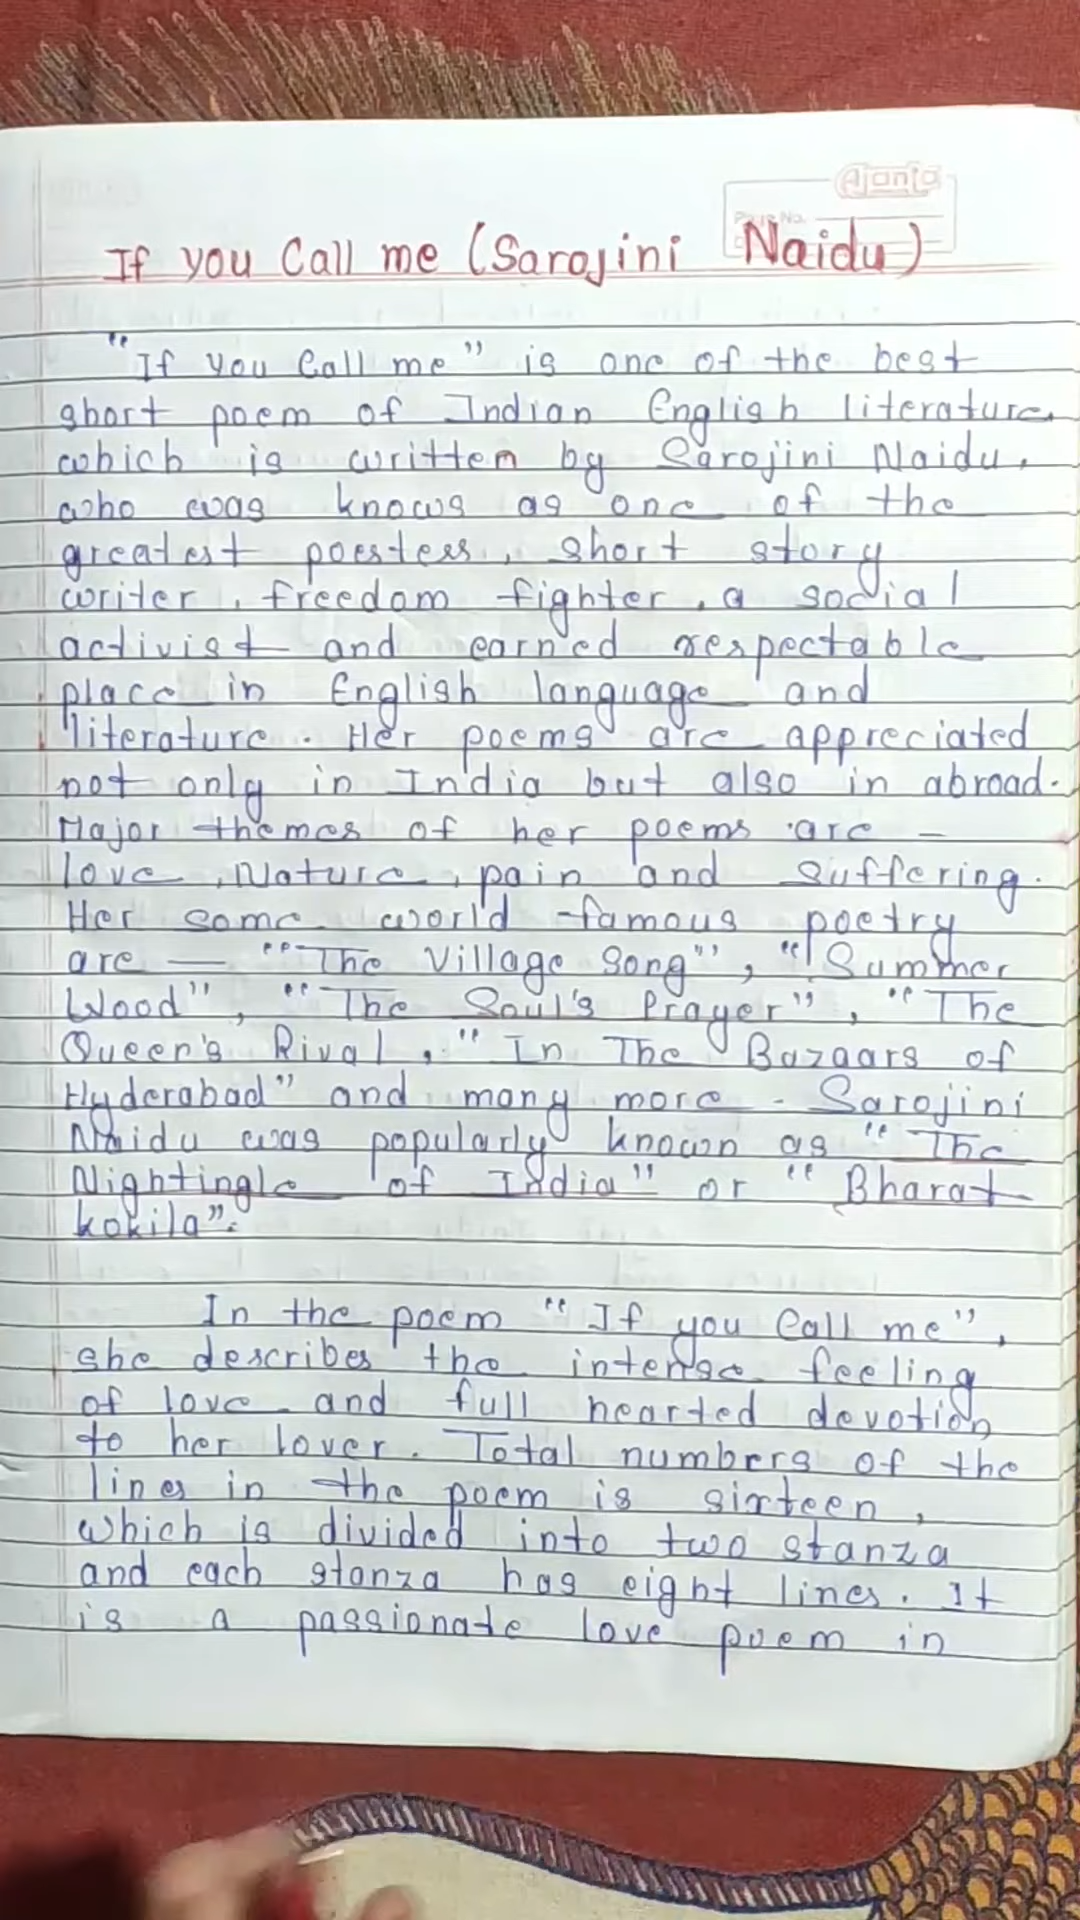 Ajanta
Page No.
If you Call me (Sarojini Naidu)
"If you Call me" is one of the best
short poem of Indian English literature,
which is written by Sarojini Naidu,
who was knows as one of the
greatest poestess, short story
writer, freedom fighter, a social
activist and earned respectable
place in English language and
literature. Her poems are appreciated
not only in India but also in abroad.
Major themes of her poems are -
love, Nature, pain and suffering.
Her some world famous poetry
are — "The Village Song", "Summer
Wood", "The Soul's Prayer", "The
Queen's Rival, "In The Bazaars of
Hyderabad" and many more. Sarojini
Naidu was popularly known as "The
Nightingle of India" or "Bharat
kokila".
In the poem "If you Call me",
she describes the intense feeling
of love and full hearted devotion
to her lover. Total numbers of the
lines in the poem is sixteen,
which is divided into two stanza
and each stanza has eight lines. It
is a passionate love poem in